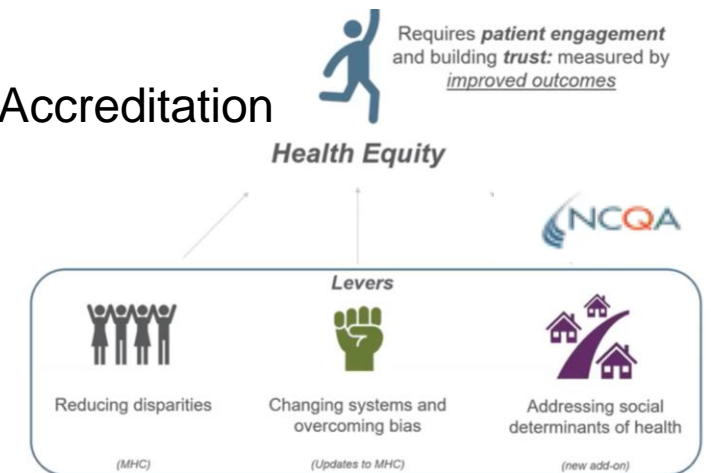 Requires patient engagement
and building trust: measured by
improved outcomes
Accreditation
Health Equity
NCQA
Levers
Reducing disparities
Changing systems and
overcoming bias
Addressing social
determinants of health
(MHC)
(Updates to MHC)
(new add-on)